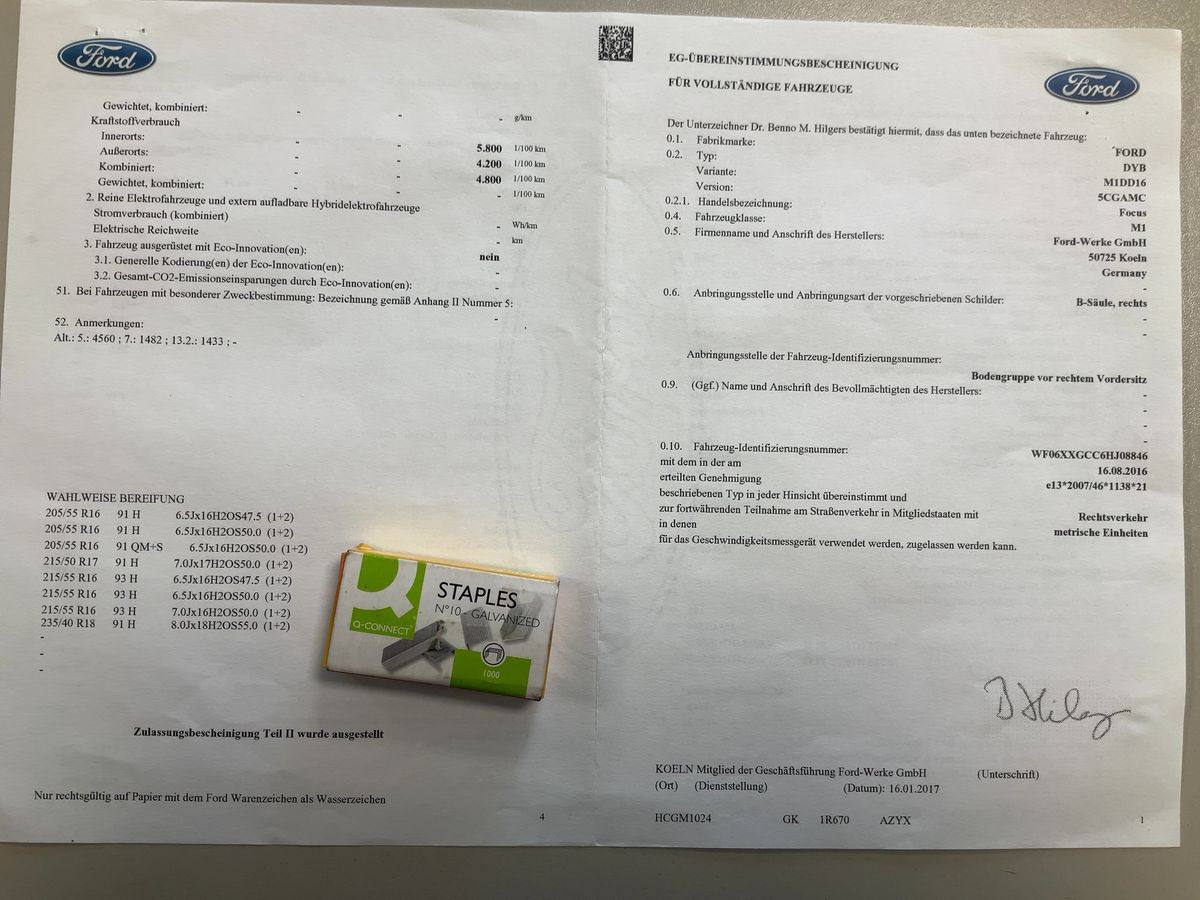 Ford
Gewichtet, kombiniert: - - - g/km
Kraftstoffverbrauch
Innerorts: - - 5.800 1/100 km
Außerorts: - - 4.200 1/100 km
Kombiniert: - - 4.800 1/100 km
Gewichtet, kombiniert: - - - 1/100 km
2. Reine Elektrofahrzeuge und extern aufladbare Hybridelektrofahrzeuge
Stromverbrauch (kombiniert) - Wh/km
Elektrische Reichweite - km
3. Fahrzeug ausgerüstet mit Eco-Innovation(en): nein
3.1. Generelle Kodierung(en) der Eco-Innovation(en): -
3.2. Gesamt-CO2-Emissionseinsparungen durch Eco-Innovation(en): -
51. Bei Fahrzeugen mit besonderer Zweckbestimmung: Bezeichnung gemäß Anhang II Nummer 5:
-
52. Anmerkungen:
Alt.: 5.: 4560 ; 7.: 1482 ; 13.2.: 1433 ; -
WAHLWEISE BEREIFUNG
205/55 R16 91 H 6.5Jx16H2OS47.5 (1+2)
205/55 R16 91 H 6.5Jx16H2OS50.0 (1+2)
205/55 R16 91 QM+S 6.5Jx16H2OS50.0 (1+2)
215/50 R17 91 H 7.0Jx17H2OS50.0 (1+2)
215/55 R16 93 H 6.5Jx16H2OS47.5 (1+2)
215/55 R16 93 H 6.5Jx16H2OS50.0 (1+2)
215/55 R16 93 H 7.0Jx16H2OS50.0 (1+2)
235/40 R18 91 H 8.0Jx18H2OS55.0 (1+2)
-
-
-
Q-CONNECT
STAPLES
N°10 - GALVANIZED
1000
Zulassungsbescheinigung Teil II wurde ausgestellt
Nur rechtsgültig auf Papier mit dem Ford Warenzeichen als Wasserzeichen
4
EG-ÜBEREINSTIMMUNGSBESCHEINIGUNG
FÜR VOLLSTÄNDIGE FAHRZEUGE
Ford
Der Unterzeichner Dr. Benno M. Hilgers bestätigt hiermit, dass das unten bezeichnete Fahrzeug:
0.1. Fabrikmarke: FORD
0.2. Typ: DYB
Variante: M1DD16
Version: 5CGAMC
0.2.1. Handelsbezeichnung: Focus
0.4. Fahrzeugklasse: M1
0.5. Firmenname und Anschrift des Herstellers: Ford-Werke GmbH
50725 Koeln
Germany
-
0.6. Anbringungsstelle und Anbringungsart der vorgeschriebenen Schilder: B-Säule, rechts
-
-
Anbringungsstelle der Fahrzeug-Identifizierungsnummer:
Bodengruppe vor rechtem Vordersitz
0.9. (Ggf.) Name und Anschrift des Bevollmächtigten des Herstellers: -
-
-
-
0.10. Fahrzeug-Identifizierungsnummer: WF06XXGCC6HJ08846
mit dem in der am 16.08.2016
erteilten Genehmigung e13*2007/46*1138*21
beschriebenen Typ in jeder Hinsicht übereinstimmt und
zur fortwährenden Teilnahme am Straßenverkehr in Mitgliedstaaten mit Rechtsverkehr
in denen metrische Einheiten
für das Geschwindigkeitsmessgerät verwendet werden, zugelassen werden kann.
KOELN Mitglied der Geschäftsführung Ford-Werke GmbH (Unterschrift)
(Ort) (Dienststellung) (Datum): 16.01.2017
HCGM1024 GK 1R670 AZYX 1